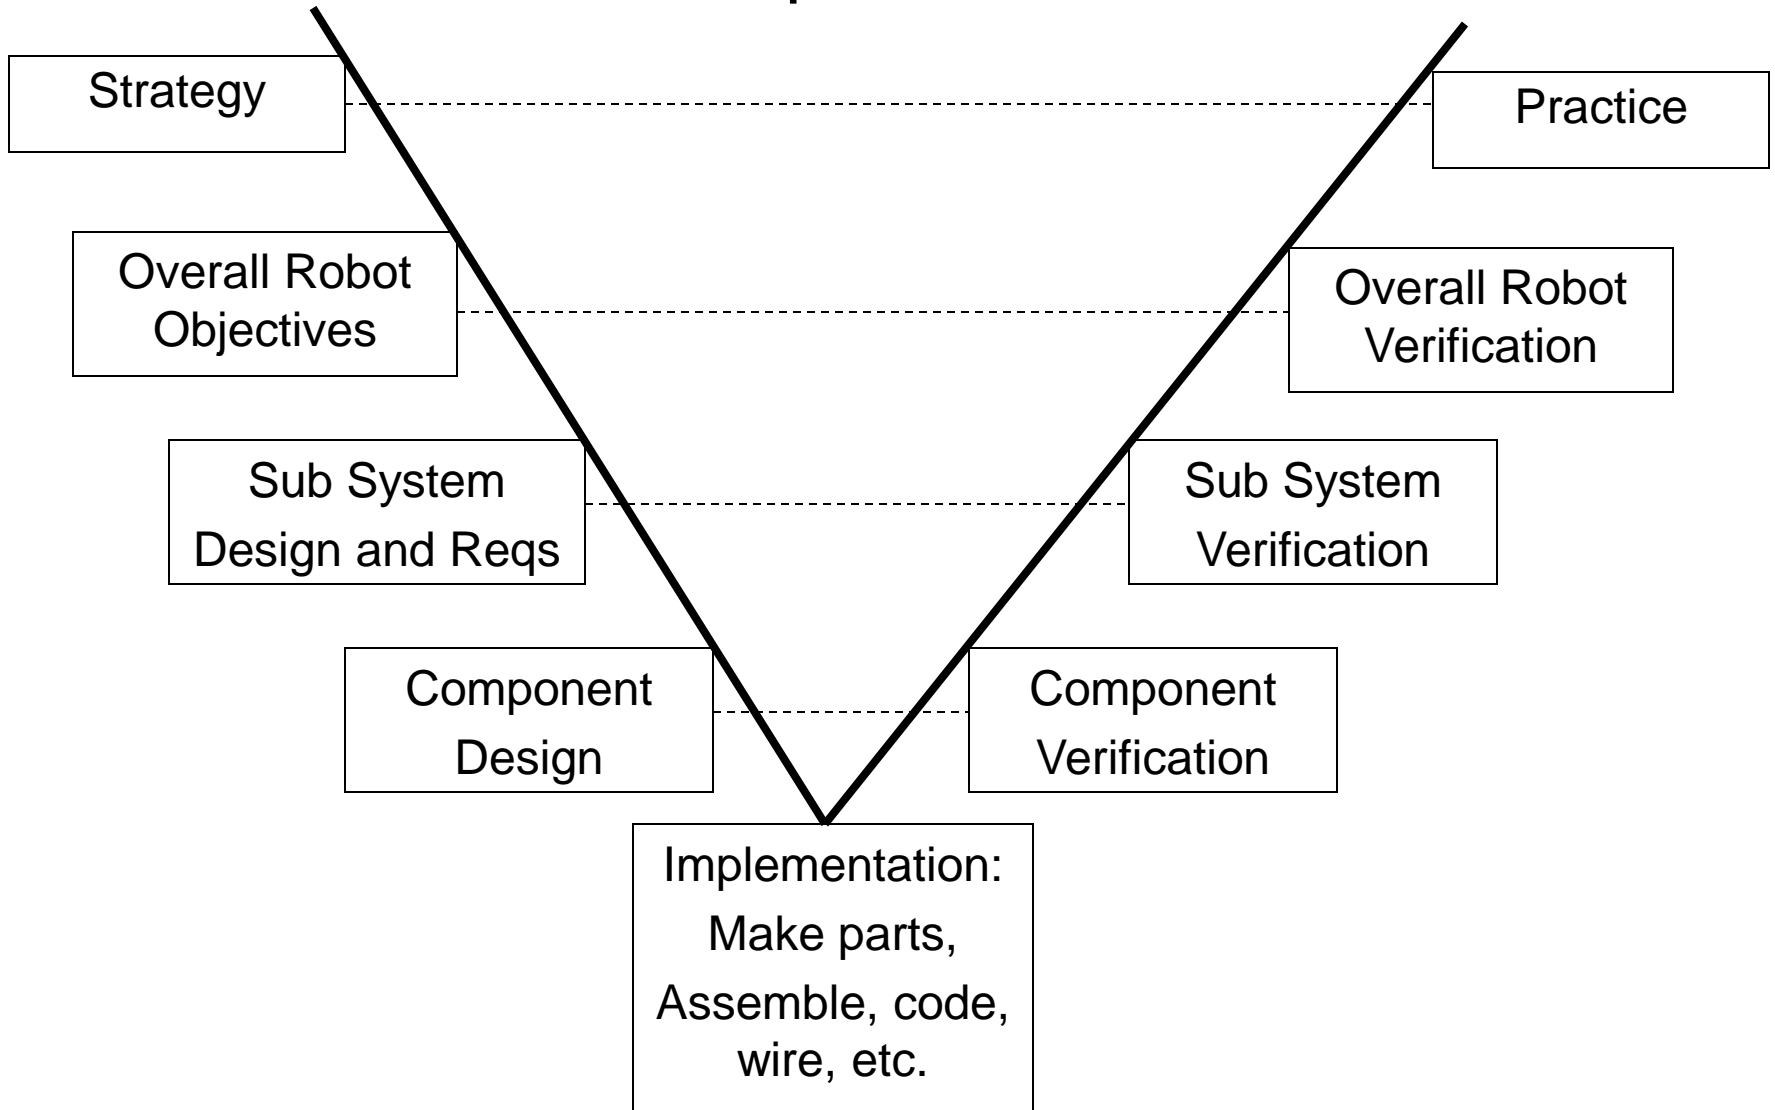 Strategy
Practice
Overall Robot
Objectives
Overall Robot
Verification
Sub System
Design and Reqs
Sub System
Verification
Component
Design
Component
Verification
Implementation:
Make parts,
Assemble, code,
wire, etc.